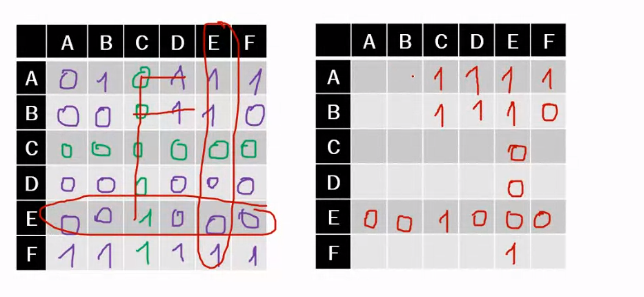 A B C D E F
A 0 1 0 1 1 1
B 0 0 0 1 1 0
C 0 0 0 0 0 0
D 0 0 0 0 0
E 0 0 1 0 0 0
F 1 1 1 1 1 1
A B C D E F
A 1 1 1 1
B 1 1 1 0
C 0
D 0
E 0 0 1 0 0 0
F 1